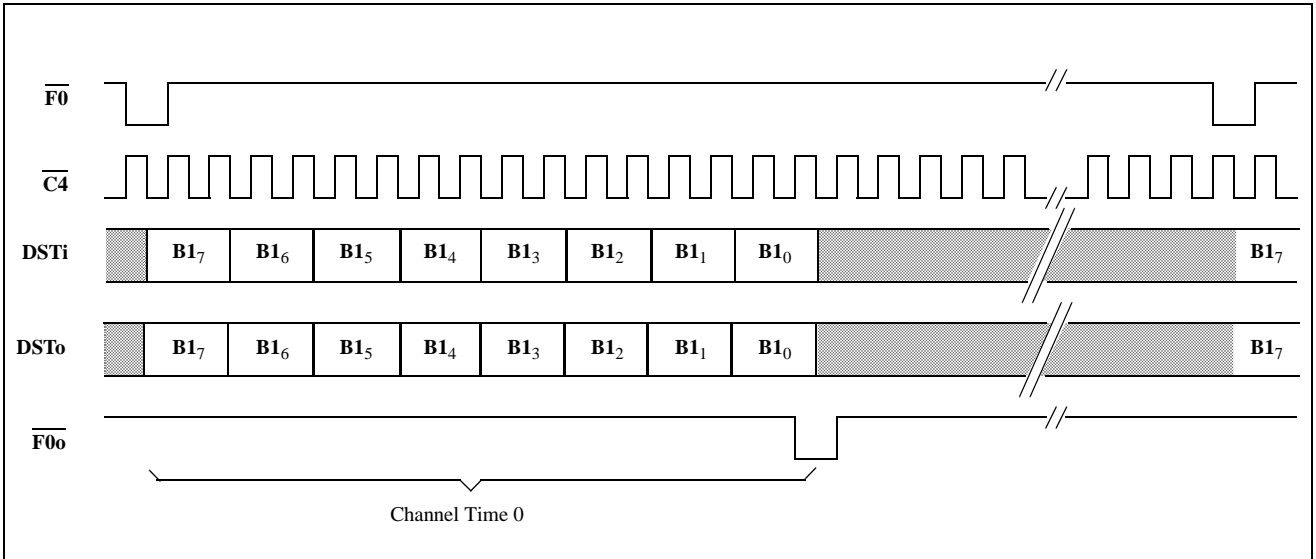 F0
C4
DSTi B1₇ B1₆ B1₅ B1₄ B1₃ B1₂ B1₁ B1₀ B1₇
DSTo B1₇ B1₆ B1₅ B1₄ B1₃ B1₂ B1₁ B1₀ B1₇
F0o
Channel Time 0